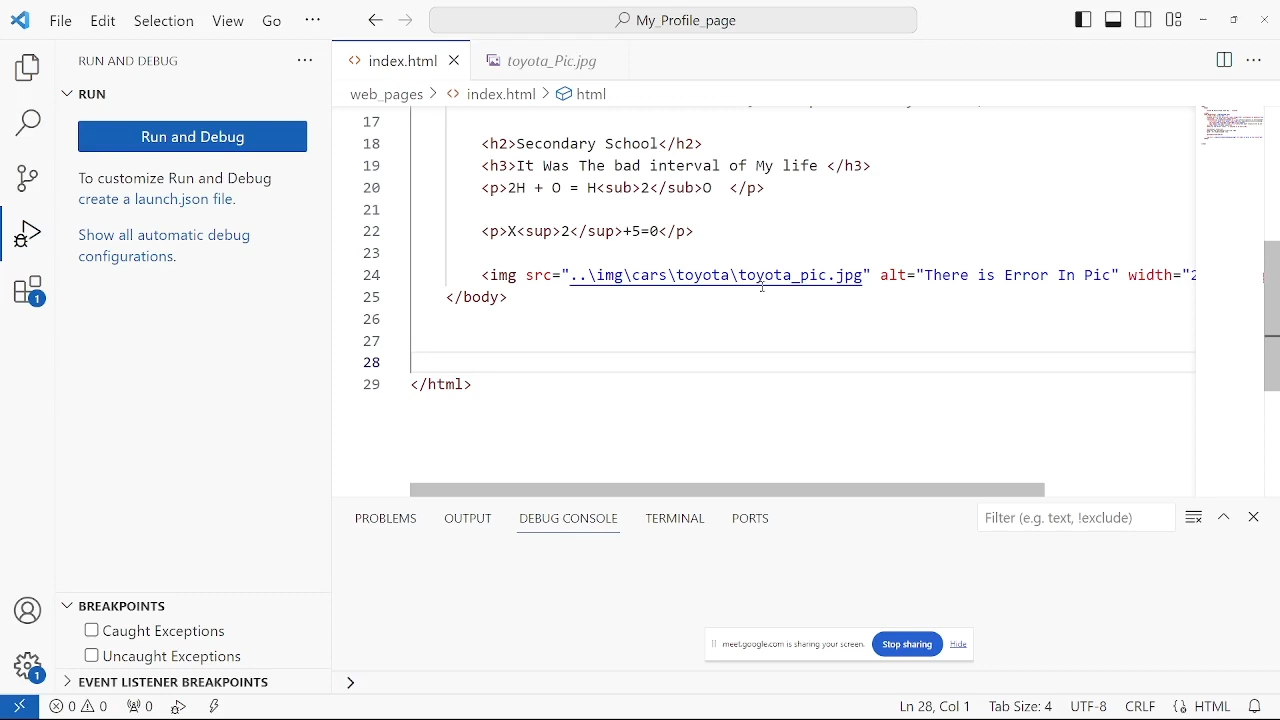 File Edit Selection View Go ··· My_Profile_page
RUN AND DEBUG ···
RUN
Run and Debug
To customize Run and Debug
create a launch.json file.
Show all automatic debug
configurations.
index.html toyota_Pic.jpg
web_pages > index.html > html
17
18 <h2>Secondary School</h2>
19 <h3>It Was The bad interval of My life </h3>
20 <p>2H + O = H<sub>2</sub>O  </p>
21
22 <p>X<sup>2</sup>+5=0</p>
23
24 <img src="..\img\cars\toyota\toyota_pic.jpg" alt="There is Error In Pic" width="2
25 </body>
26
27
28
29 </html>
PROBLEMS OUTPUT DEBUG CONSOLE TERMINAL PORTS Filter (e.g. text, !exclude)
1
BREAKPOINTS
Caught Exceptions
Uncaught Exceptions
EVENT LISTENER BREAKPOINTS
meet.google.com is sharing your screen. Stop sharing Hide
1
>
0 0 0 Ln 28, Col 1 Tab Size: 4 UTF-8 CRLF {} HTML